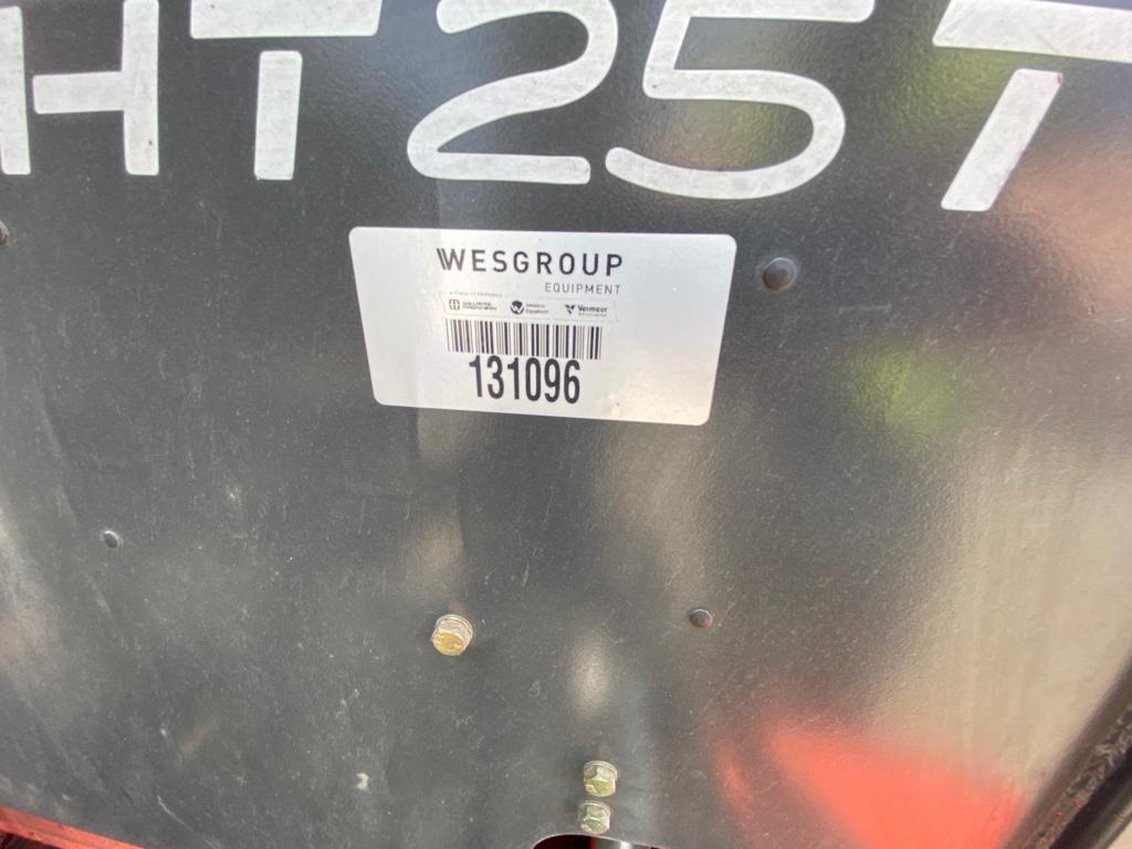 HT25T
WESGROUP
EQUIPMENT
Vermeer
131096